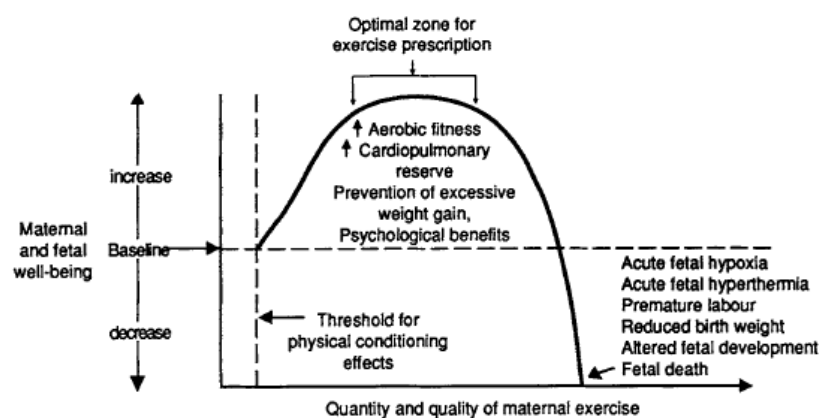 Optimal zone for
exercise prescription
↑ Aerobic fitness
↑ Cardiopulmonary
reserve
Prevention of excessive
weight gain,
Psychological benefits
increase
Maternal
and fetal
well-being
Baseline
decrease
Threshold for
physical conditioning
effects
Acute fetal hypoxia
Acute fetal hyperthermia
Premature labour
Reduced birth weight
Altered fetal development
Fetal death
Quantity and quality of maternal exercise